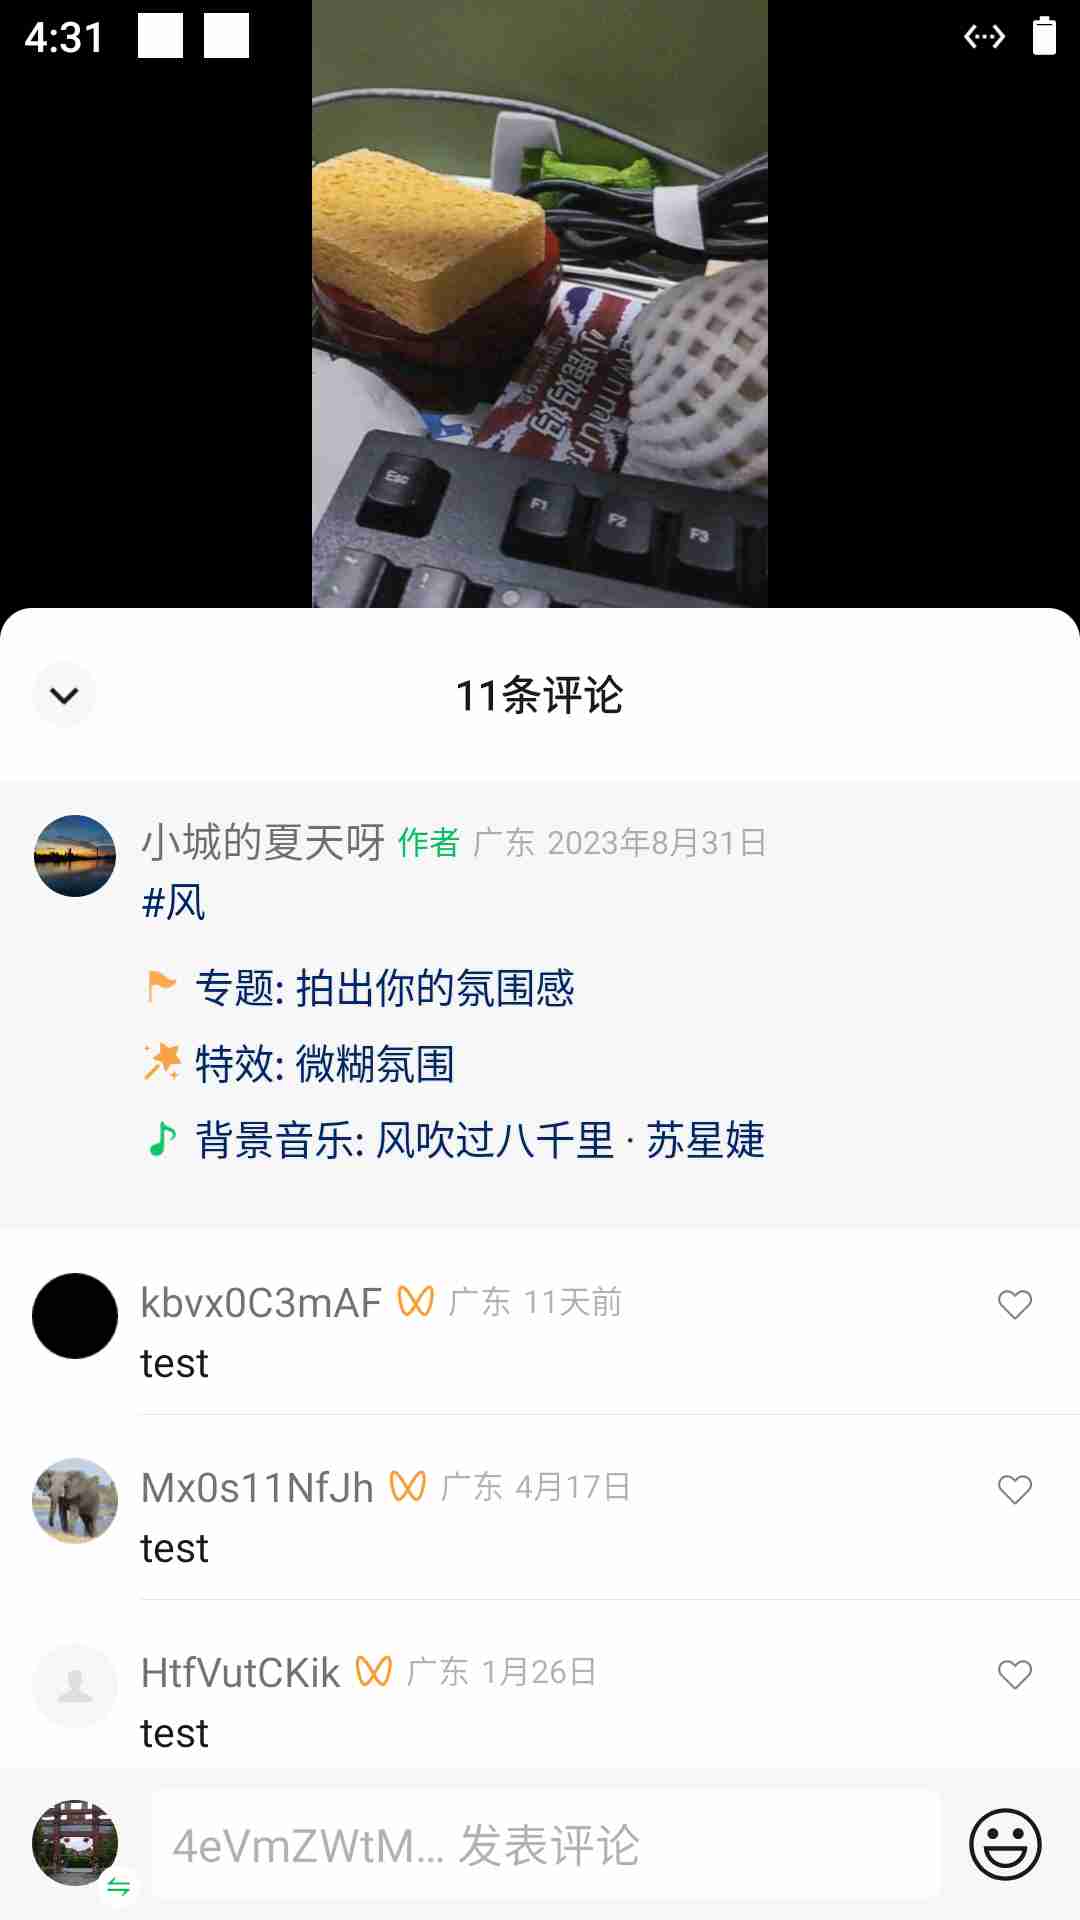 4:31
小鹿妈妈
Esc
F1
F2
F3
11条评论
小城的夏天呀 作者 广东 2023年8月31日
#风
专题: 拍出你的氛围感
特效: 微糊氛围
背景音乐: 风吹过八千里 · 苏星婕
kbvx0C3mAF 广东 11天前
test
Mx0s11NfJh 广东 4月17日
test
HtfVutCKik 广东 1月26日
test
4eVmZWtM... 发表评论